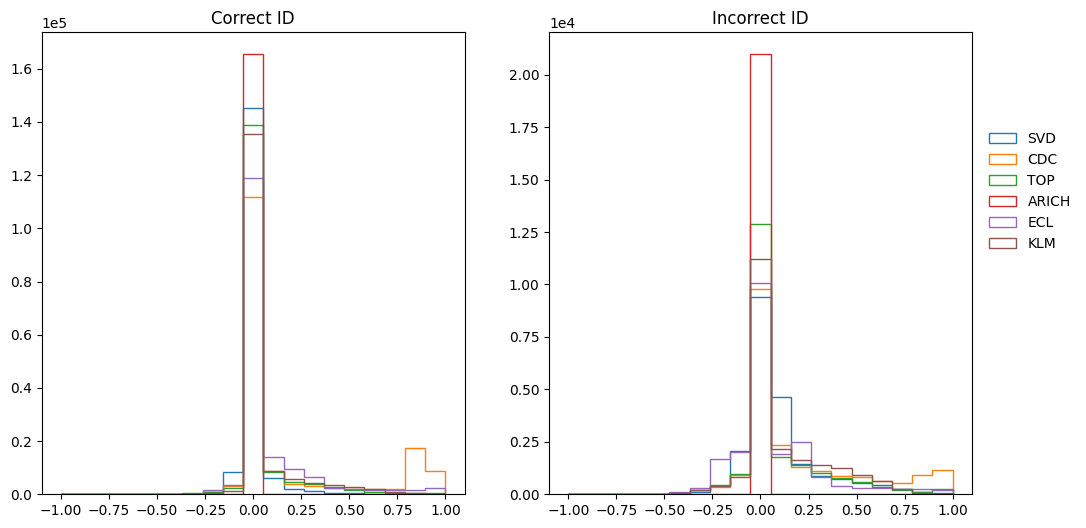 Correct ID
1e5
1.6
1.4
1.2
1.0
0.8
0.6
0.4
0.2
0.0
−1.00 −0.75 −0.50 −0.25 0.00 0.25 0.50 0.75 1.00
Incorrect ID
1e4
2.00
1.75
1.50
1.25
1.00
0.75
0.50
0.25
0.00
−1.00 −0.75 −0.50 −0.25 0.00 0.25 0.50 0.75 1.00
SVD
CDC
TOP
ARICH
ECL
KLM